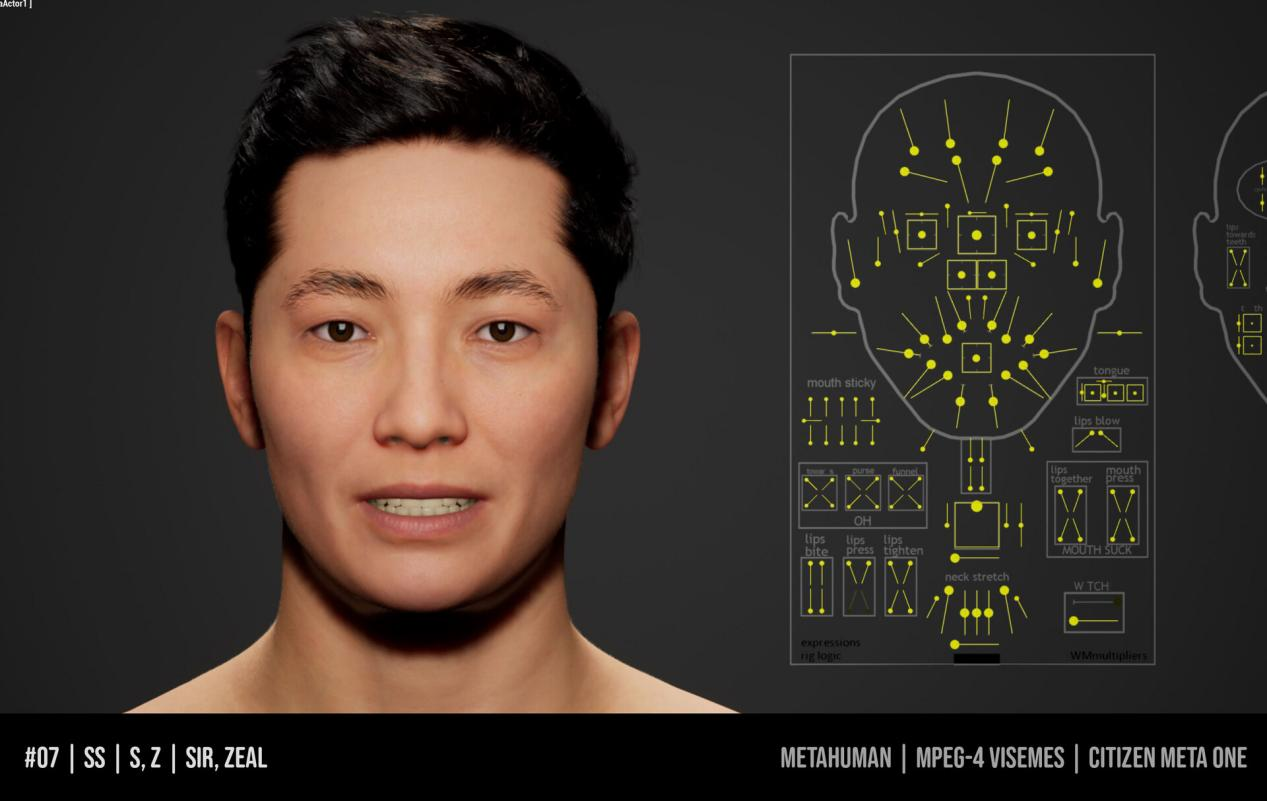 aActor1 ]
lips
towards
teeth
th
mouth sticky
tongue
lips blow
purse funnel
OH
lips
together
mouth
press
MOUTH SUCK
lips
bite
lips
press
lips
tighten
neck stretch
W TCH
expressions
rig logic
WMmultipliers
#07 | SS | S, Z | SIR, ZEAL
METAHUMAN | MPEG-4 VISEMES | CITIZEN META ONE